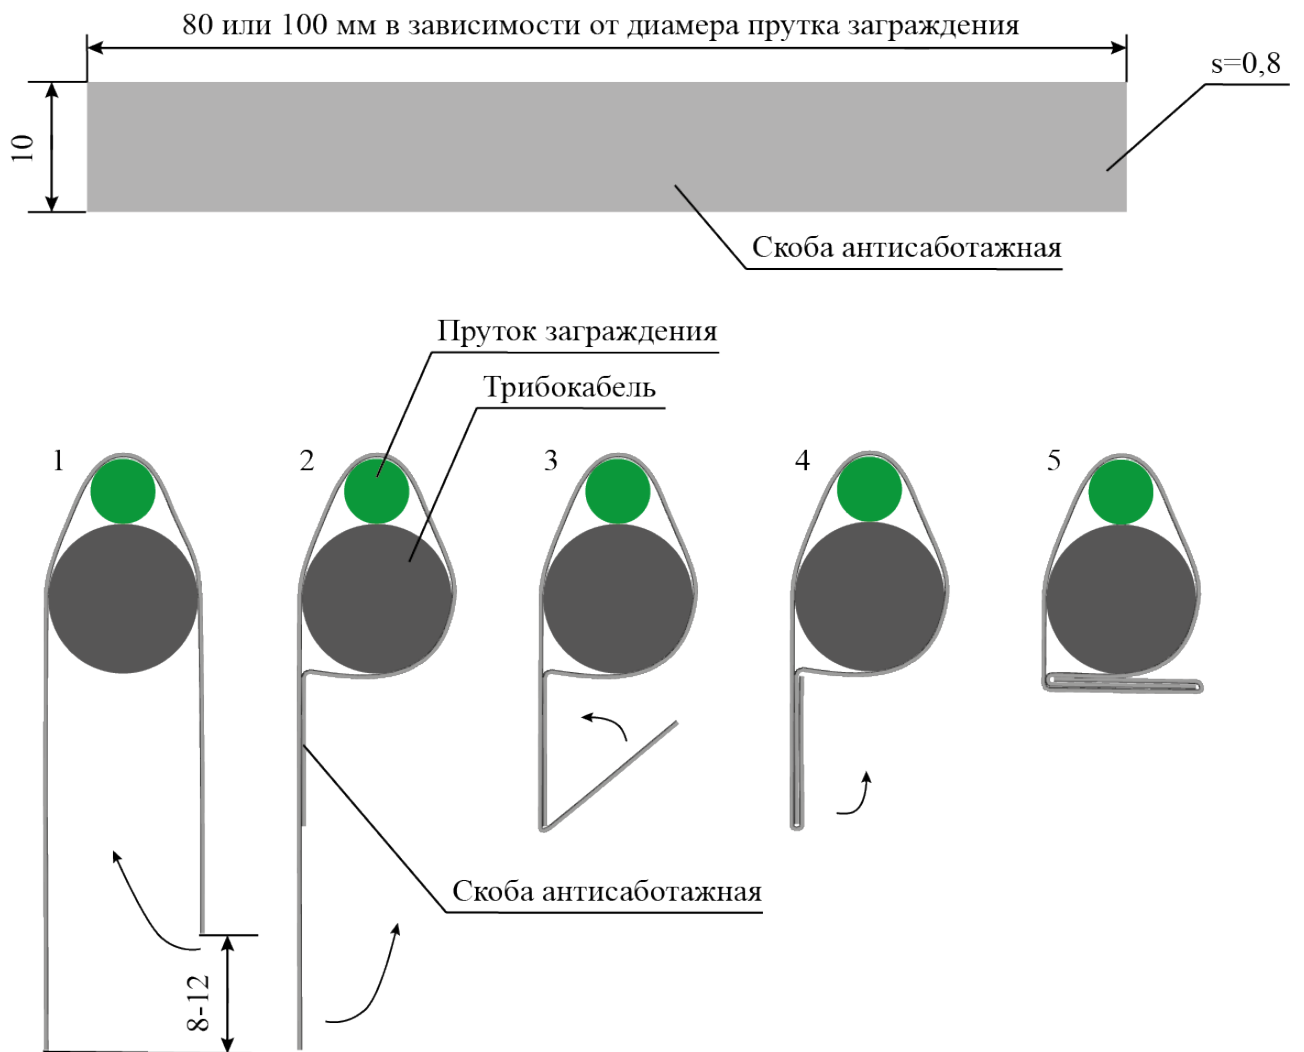 80 или 100 мм в зависимости от диамера прутка заграждения
s=0,8
10
Скоба антисаботажная
Пруток заграждения
Трибокабель
1
2
3
4
5
Скоба антисаботажная
8-12